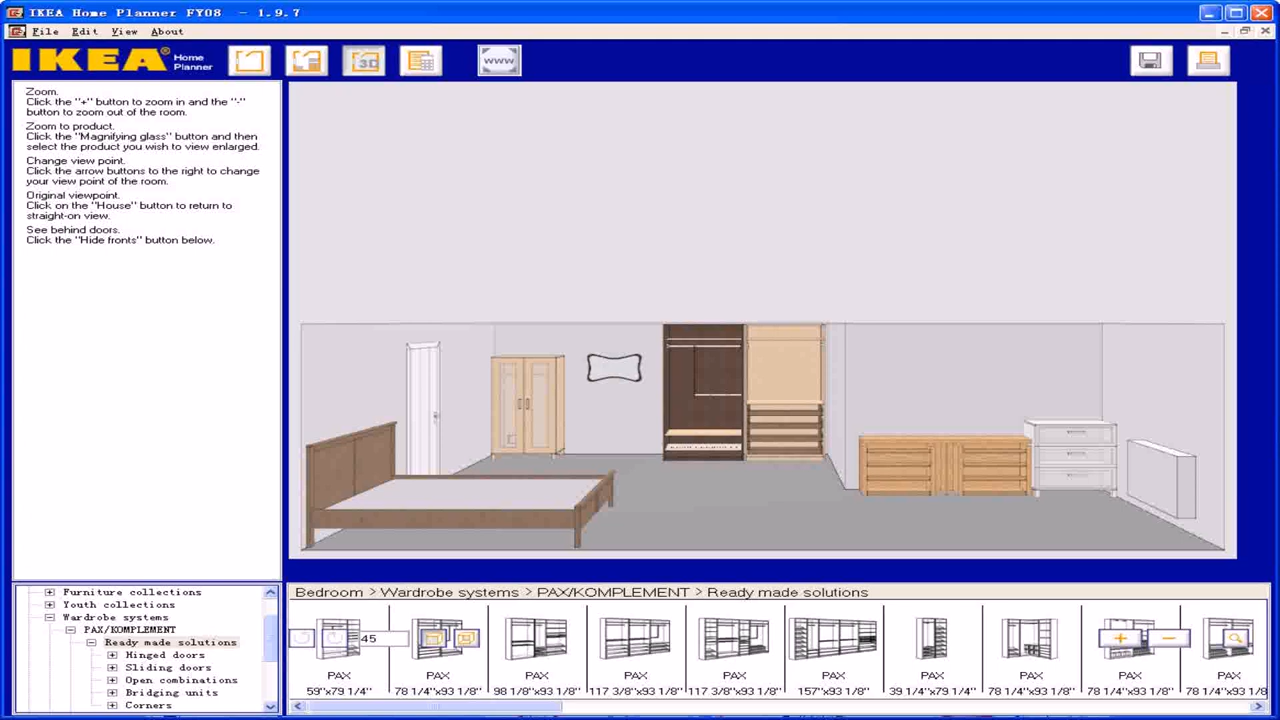 IKEA Home Planner FY08 - 1.9.7
File Edit View About
IKEA® Home Planner
3D
WWW
Zoom.
Click the "+" button to zoom in and the "-"
button to zoom out of the room.
Zoom to product.
Click the "Magnifying glass" button and then
select the product you wish to view enlarged.
Change view point.
Click the arrow buttons to the right to change
your view point of the room.
Original viewpoint.
Click on the "House" button to return to
straight-on view.
See behind doors.
Click the "Hide fronts" button below.
Furniture collections
Youth collections
Wardrobe systems
PAX/KOMPLEMENT
Ready made solutions
Hinged doors
Sliding doors
Open combinations
Bridging units
Corners
Bedroom > Wardrobe systems > PAX/KOMPLEMENT > Ready made solutions
45
PAX PAX PAX PAX PAX PAX PAX PAX PAX PAX
59"x79 1/4" 78 1/4"x93 1/8" 98 1/8"x93 1/8" 117 3/8"x93 1/8" 117 3/8"x93 1/8" 157"x93 1/8" 39 1/4"x79 1/4" 78 1/4"x93 1/8" 78 1/4"x93 1/8" 78 1/4"x93 1/8